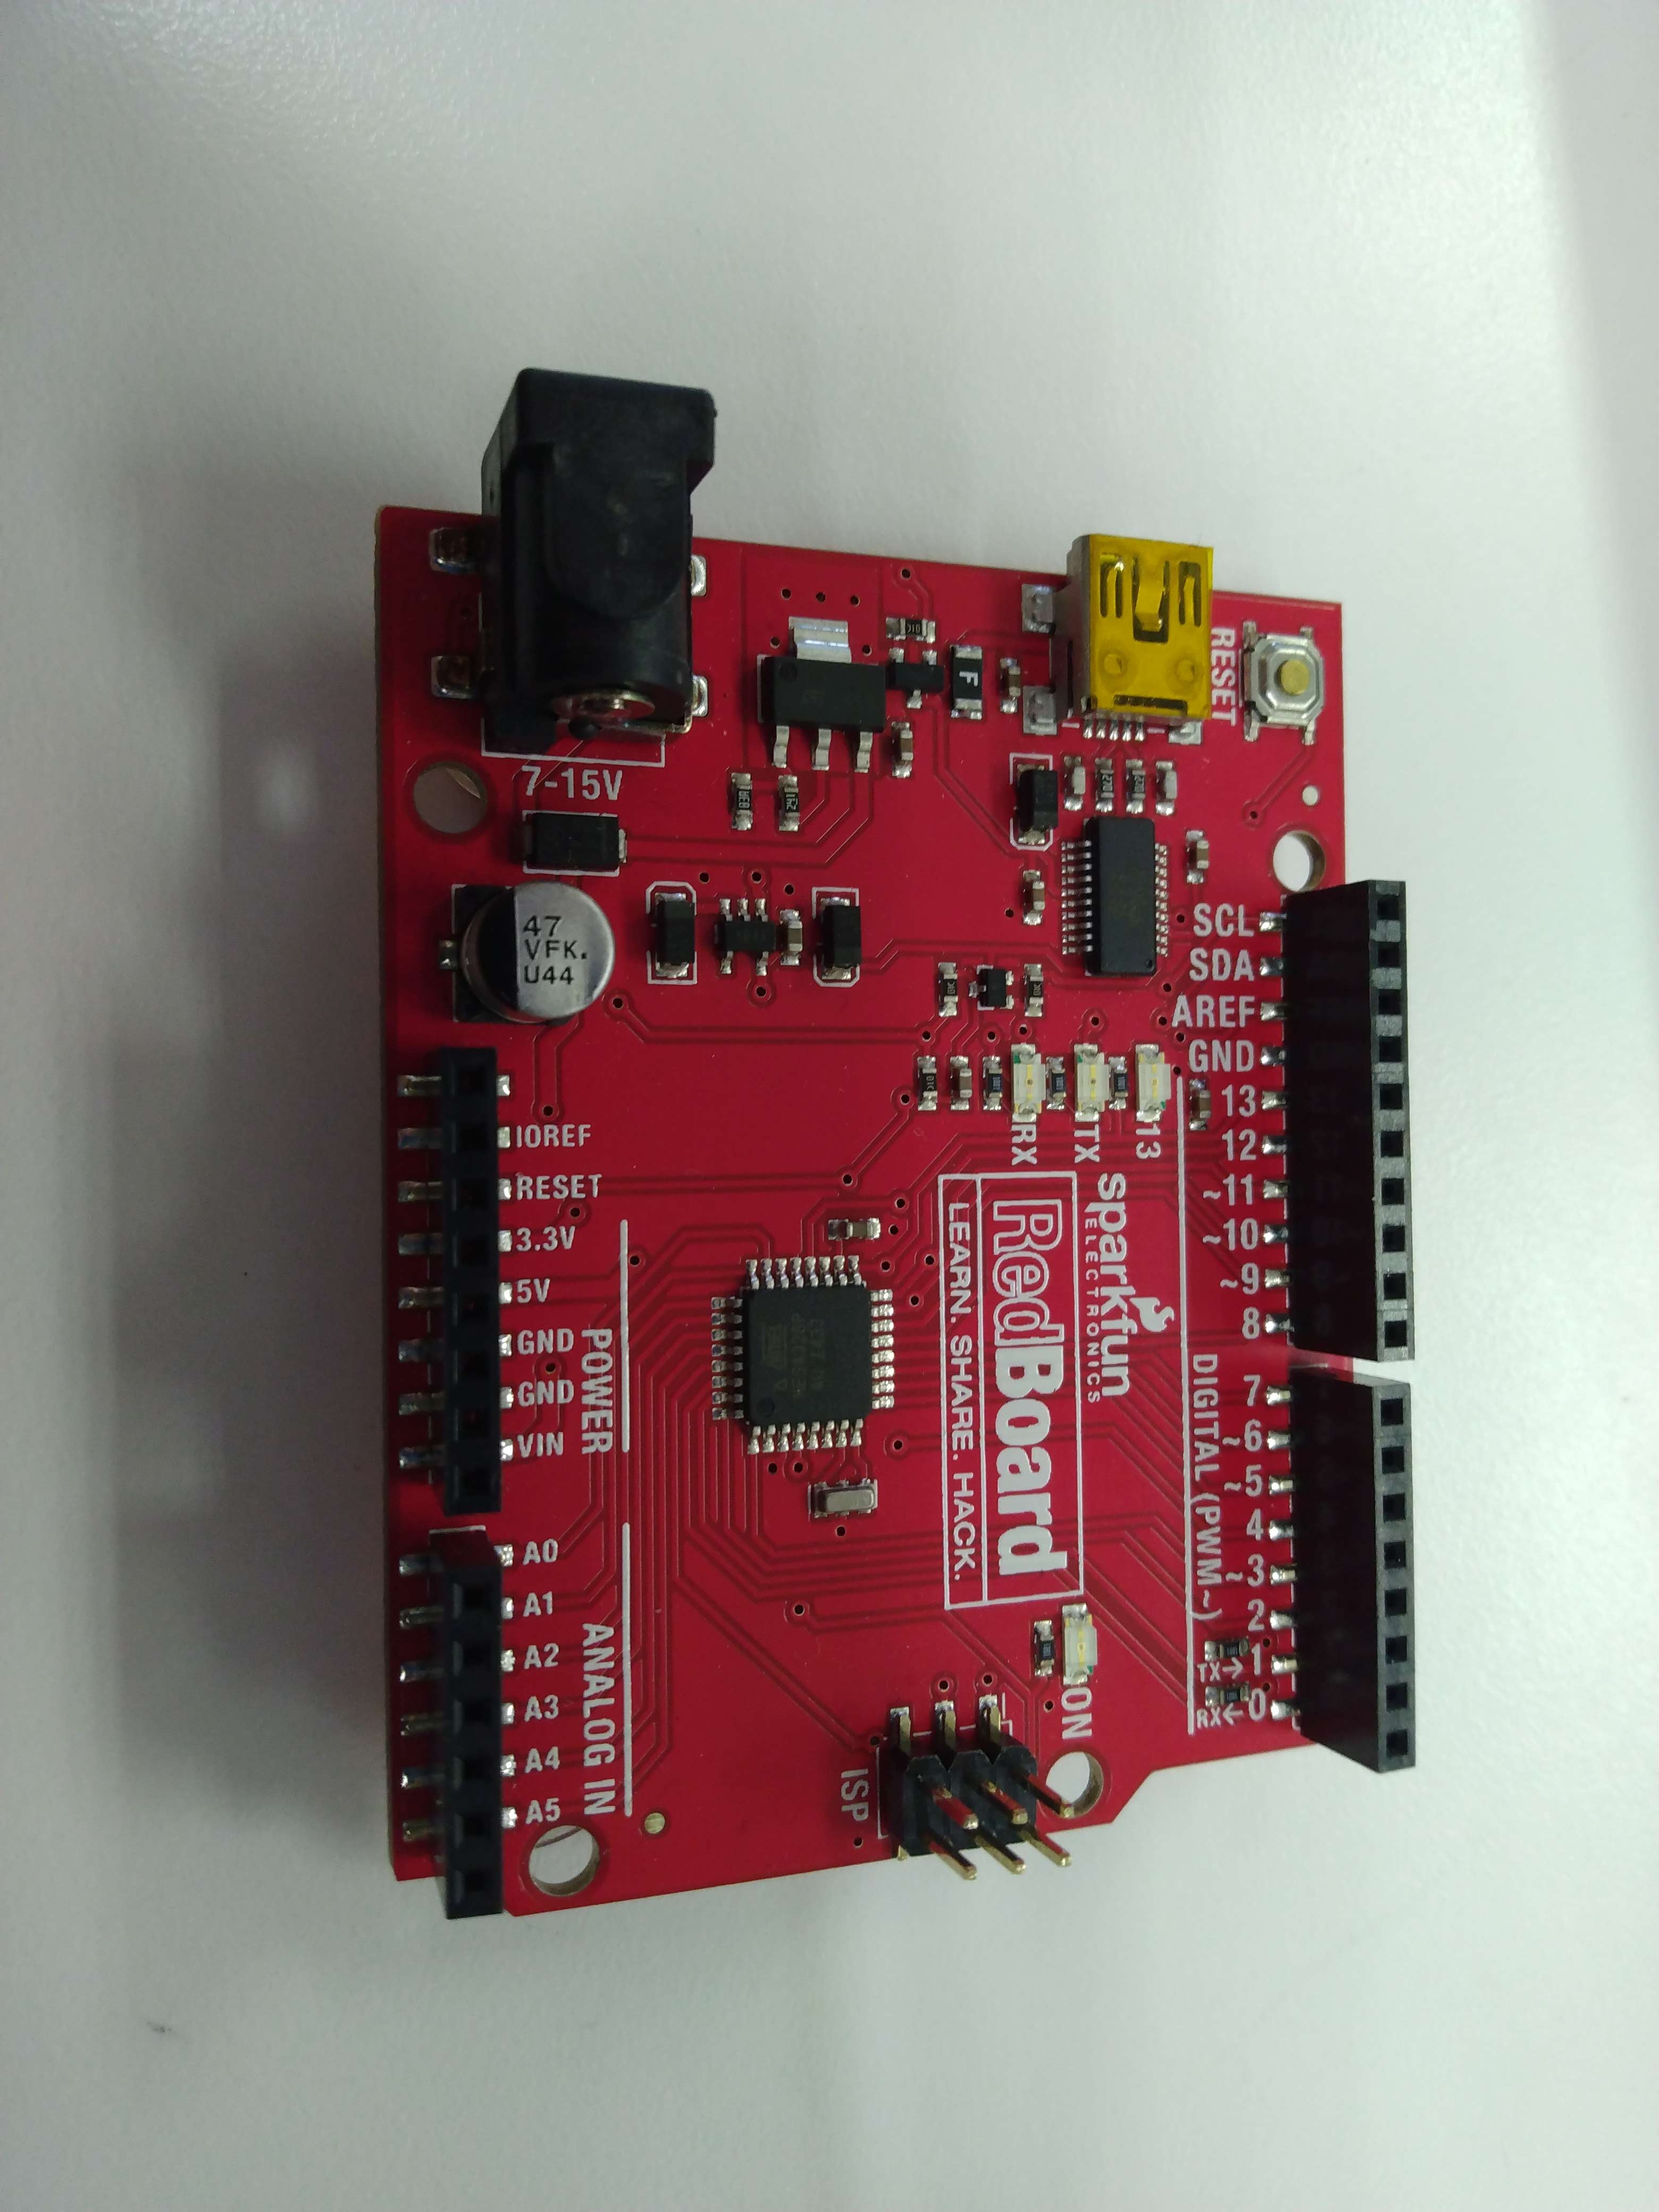 RESET
7-15V
F
47
VFK.
U44
SCL
SDA
AREF
GND
13
12
~11
~10
~9
8
7
~6
~5
4
~3
2
TX→1
RX←0
DIGITAL (PWM~)
RX
TX
13
sparkfun
ELECTRONICS
RedBoard
LEARN. SHARE. HACK.
ON
ISP
IOREF
RESET
3.3V
5V
GND
GND
VIN
POWER
A0
A1
A2
A3
A4
A5
ANALOG IN